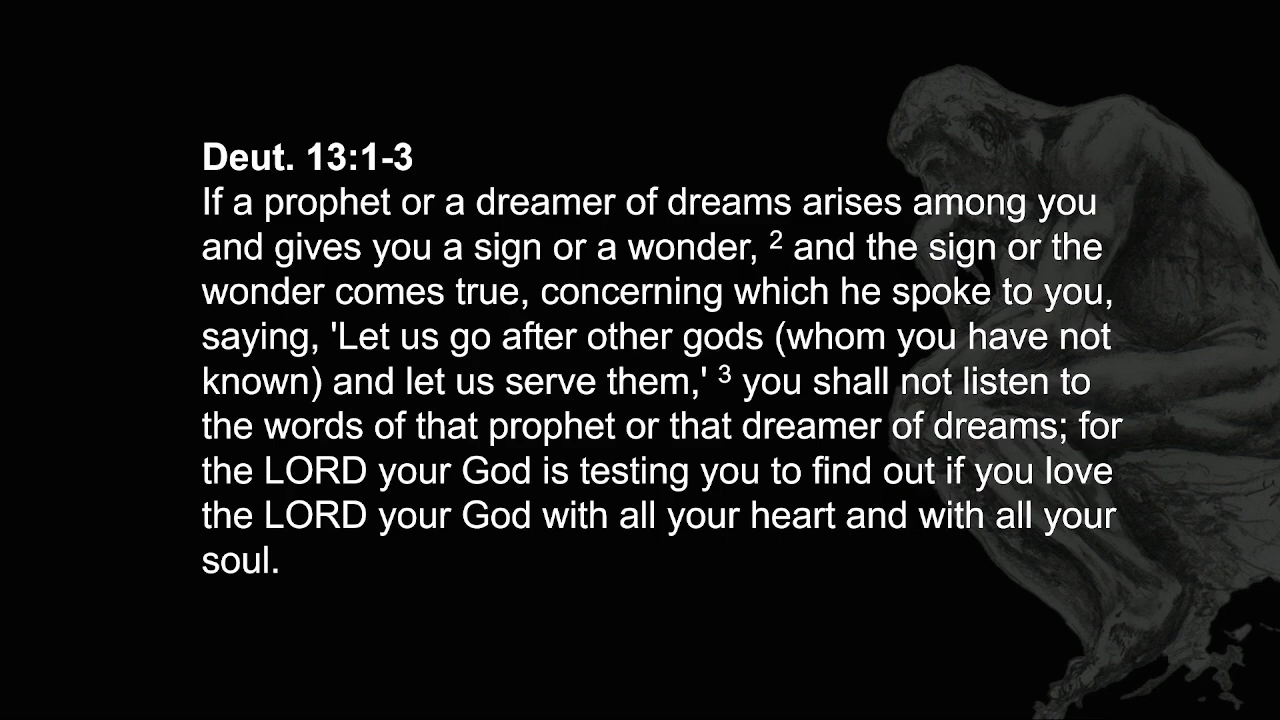 Deut. 13:1-3
If a prophet or a dreamer of dreams arises among you
and gives you a sign or a wonder, ² and the sign or the
wonder comes true, concerning which he spoke to you,
saying, 'Let us go after other gods (whom you have not
known) and let us serve them,' ³ you shall not listen to
the words of that prophet or that dreamer of dreams; for
the LORD your God is testing you to find out if you love
the LORD your God with all your heart and with all your
soul.